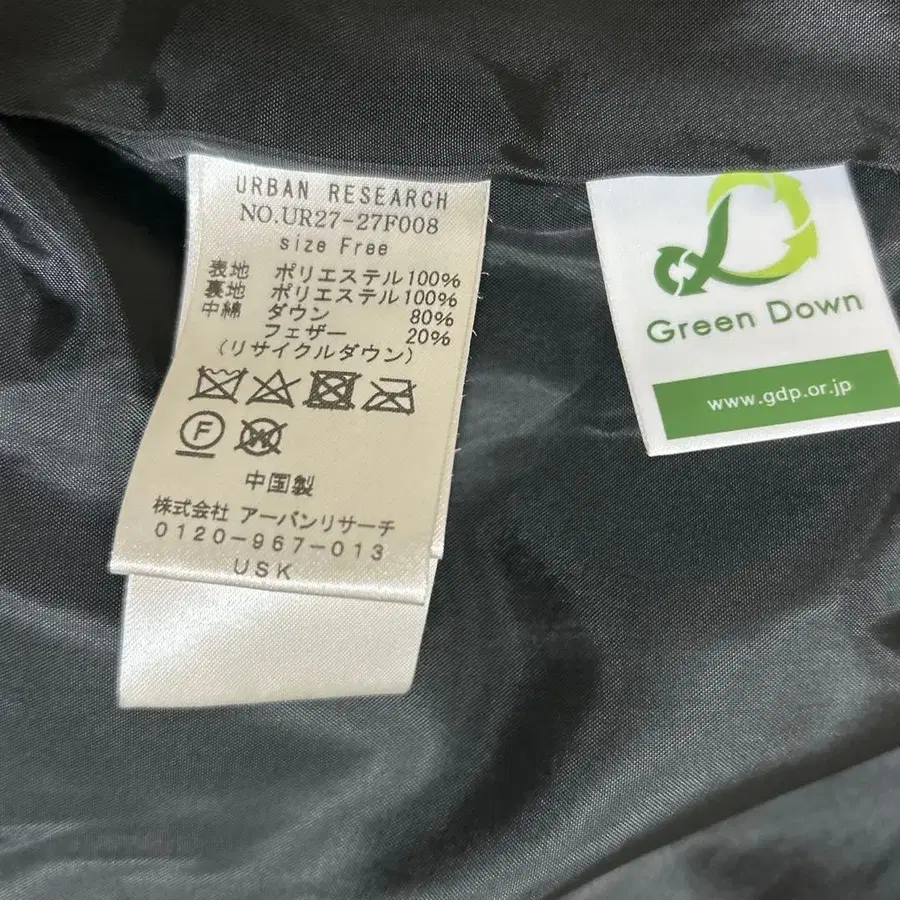 URBAN RESEARCH
NO.UR27-27F008
size Free
表地 ポリエステル100%
裏地 ポリエステル100%
中綿 ダウン 80%
フェザー 20%
(リサイクルダウン)
F
W
中国製
株式会社 アーバンリサーチ
0120-967-013
USK
Green Down
www.gdp.or.jp